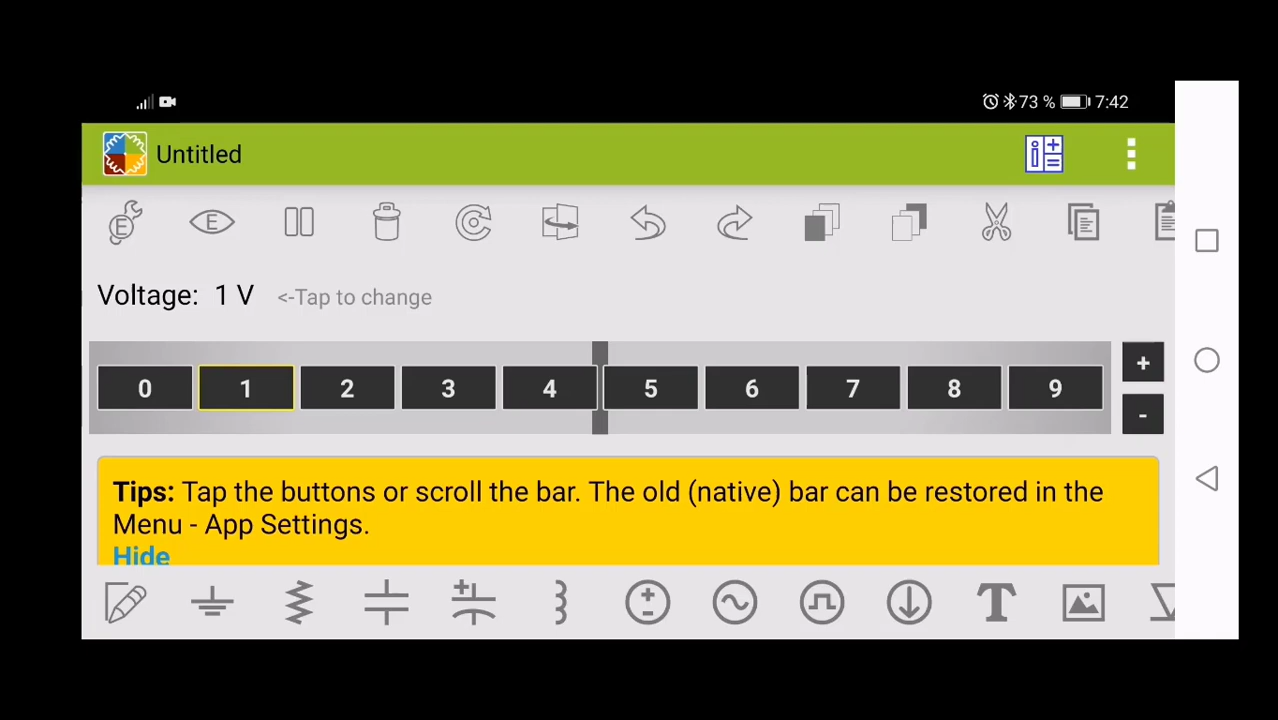 73 % 7:42
Untitled
E E
Voltage: 1 V <-Tap to change
0 1 2 3 4 5 6 7 8 9 + -
Tips: Tap the buttons or scroll the bar. The old (native) bar can be restored in the
Menu - App Settings.
Hide
T